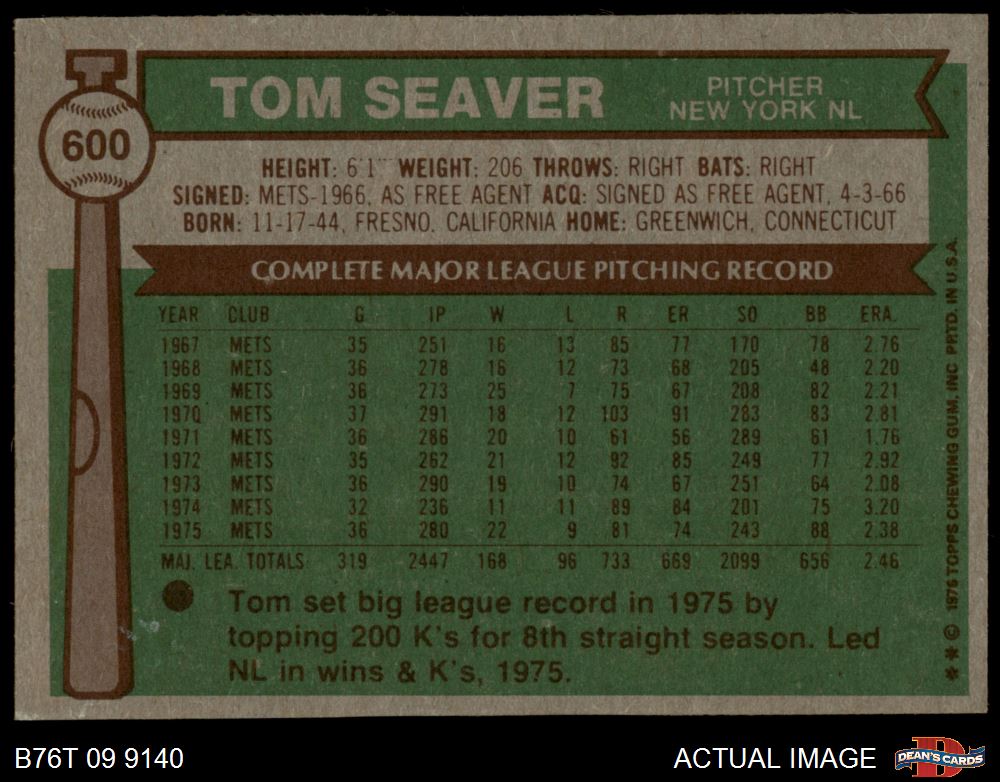 TOM SEAVER
PITCHER
NEW YORK NL
600
HEIGHT: 6'1" WEIGHT: 206 THROWS: RIGHT BATS: RIGHT
SIGNED: METS-1966, AS FREE AGENT ACQ: SIGNED AS FREE AGENT, 4-3-66
BORN: 11-17-44, FRESNO, CALIFORNIA HOME: GREENWICH, CONNECTICUT
COMPLETE MAJOR LEAGUE PITCHING RECORD
YEAR CLUB G IP W L R ER SO BB ERA.
1967 METS 35 251 16 13 85 77 170 78 2.76
1968 METS 36 278 16 12 73 68 205 48 2.20
1969 METS 36 273 25 7 75 67 208 82 2.21
1970 METS 37 291 18 12 103 91 283 83 2.81
1971 METS 36 286 20 10 61 56 289 61 1.76
1972 METS 35 262 21 12 92 85 249 77 2.92
1973 METS 36 290 19 10 74 67 251 64 2.08
1974 METS 32 236 11 11 89 84 201 75 3.20
1975 METS 36 280 22 9 81 74 243 88 2.38
MAJ. LEA. TOTALS 319 2447 168 96 733 669 2099 656 2.46
Tom set big league record in 1975 by
topping 200 K's for 8th straight season. Led
NL in wins & K's, 1975.
* * © 1976 TOPPS CHEWING GUM, INC. PRTD. IN U.S.A.
B76T 09 9140
ACTUAL IMAGE
D
DEAN'S CARDS